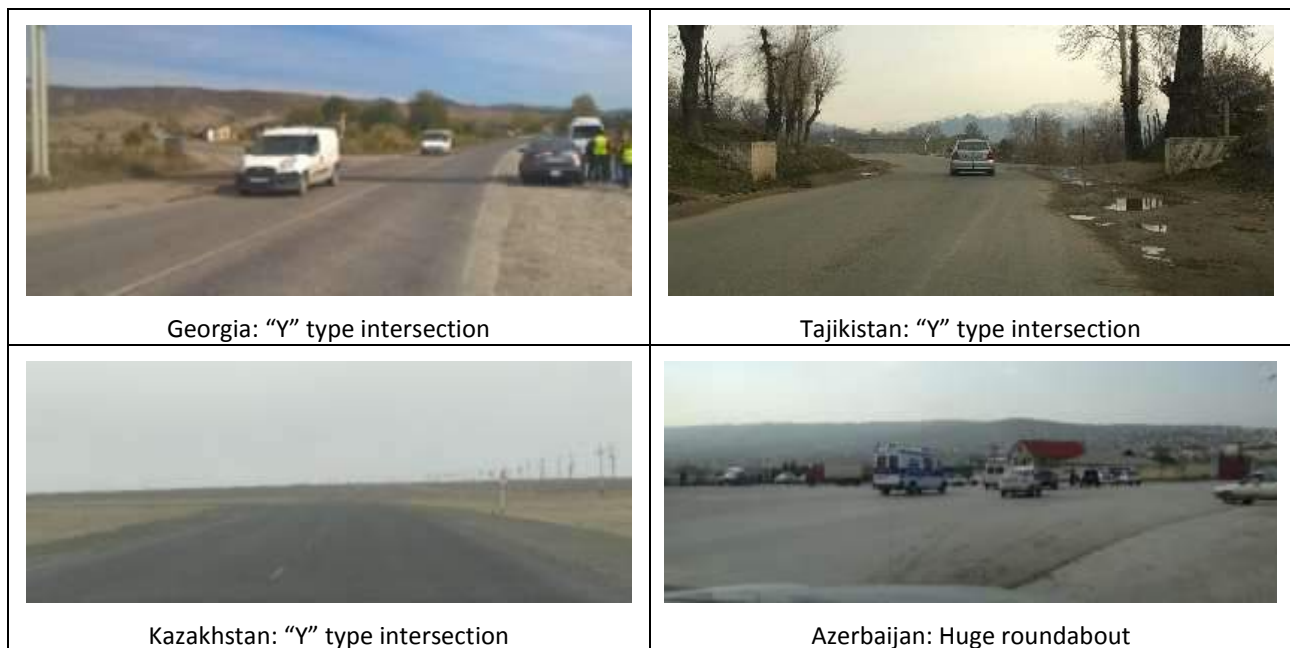 Georgia: “Y” type intersection
Tajikistan: “Y” type intersection
Kazakhstan: “Y” type intersection
Azerbaijan: Huge roundabout